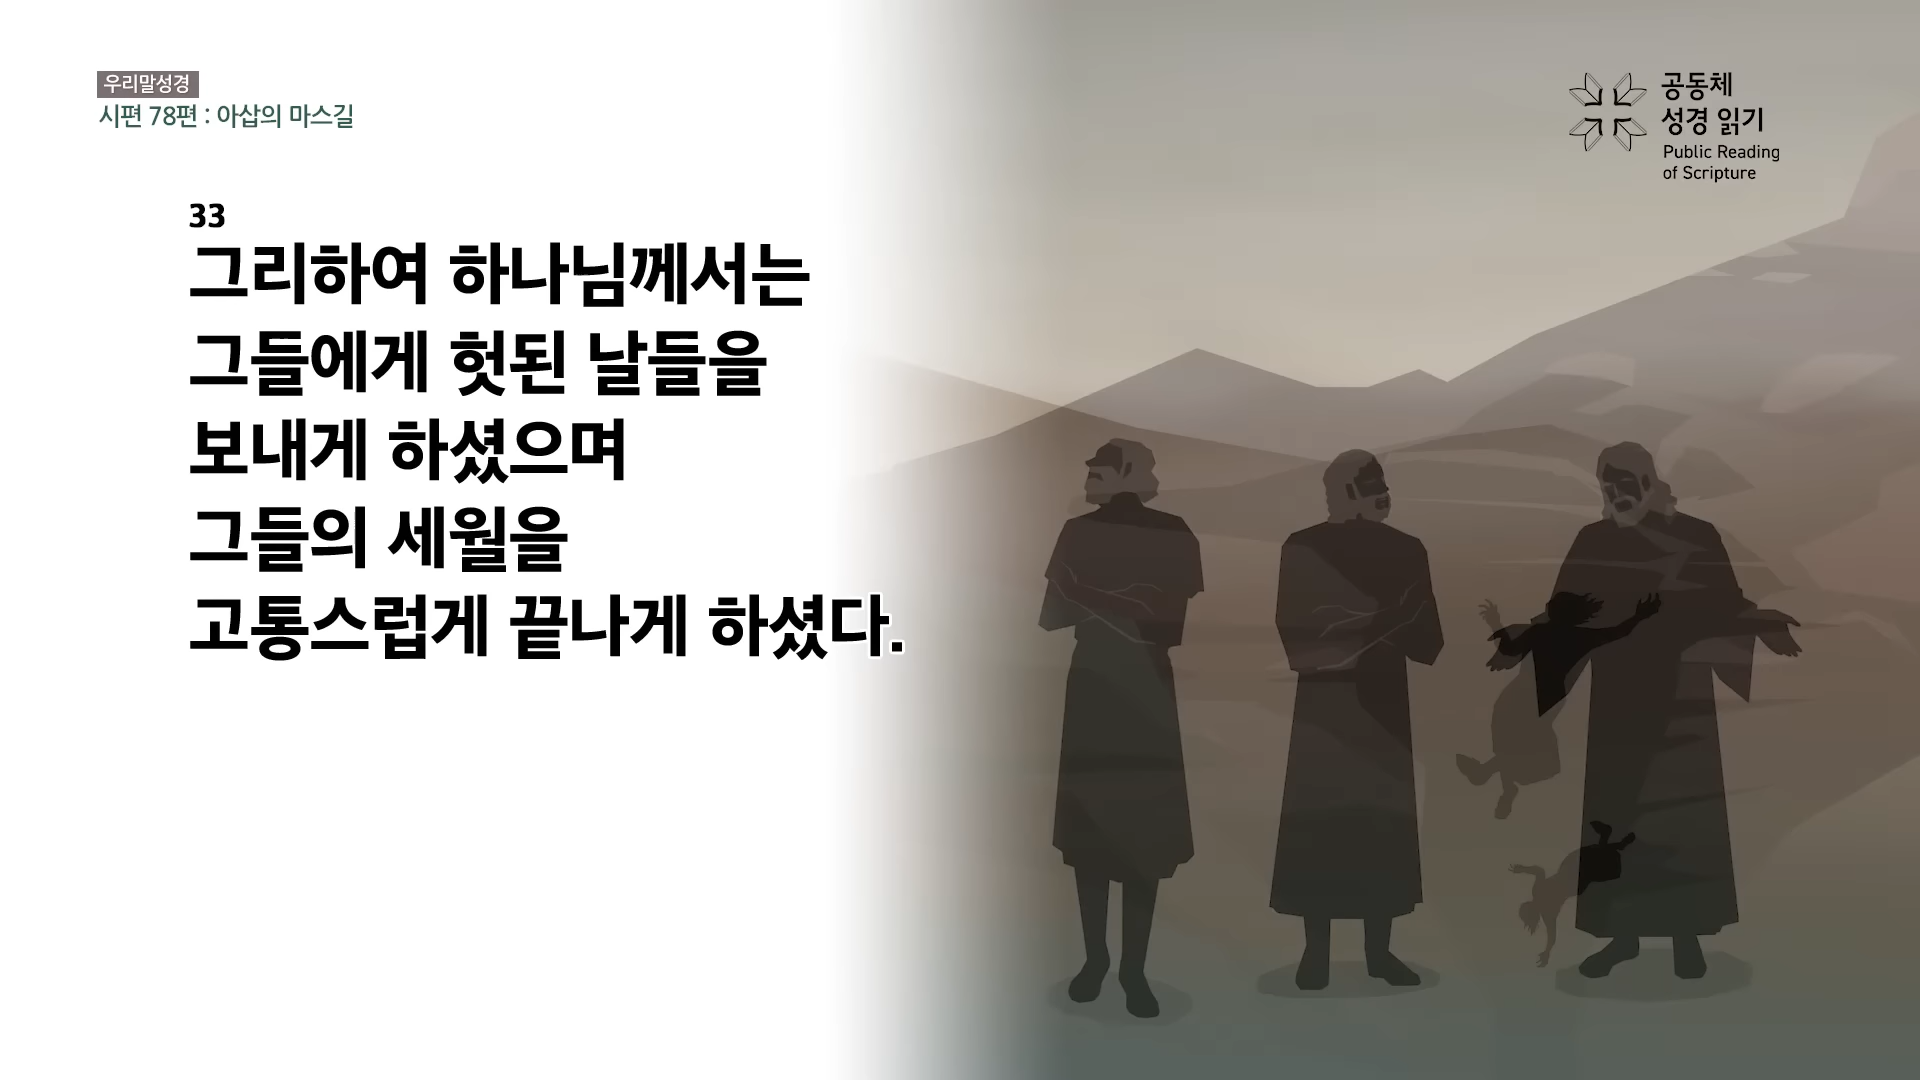 우리말성경
시편 78편 : 아삽의 마스길
공동체
성경 읽기
Public Reading
of Scripture
33
그리하여 하나님께서는
그들에게 헛된 날들을
보내게 하셨으며
그들의 세월을
고통스럽게 끝나게 하셨다.